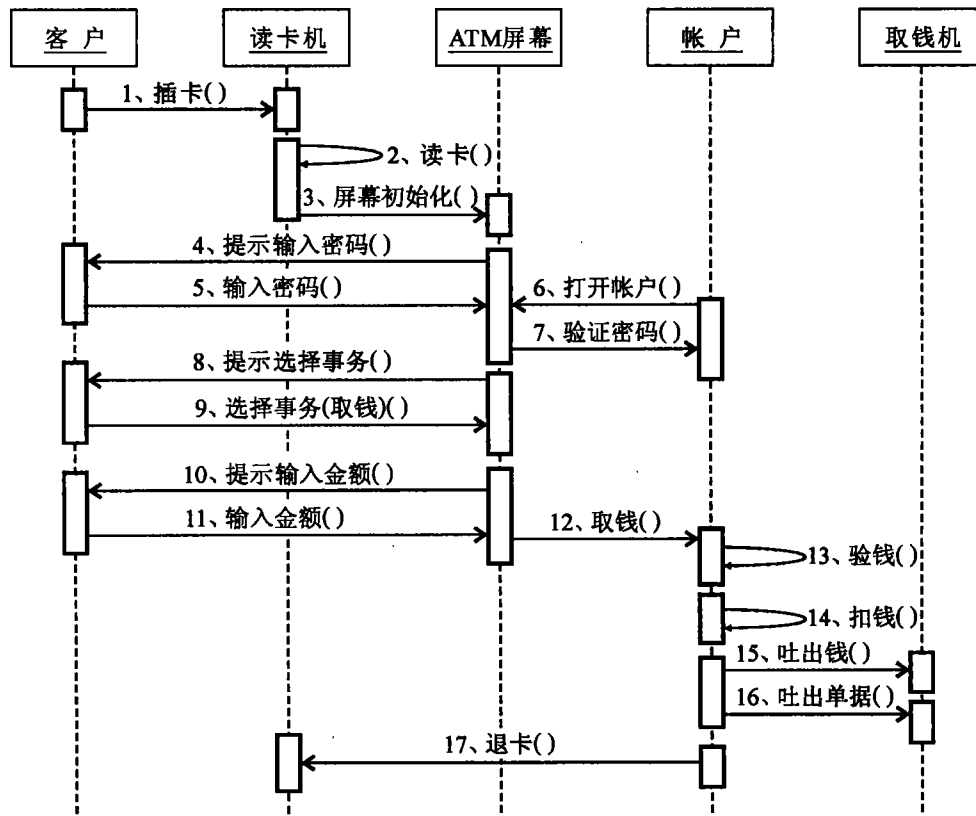 客 户
读卡机
ATM屏幕
帐 户
取钱机
1、插卡()
2、读卡()
3、屏幕初始化()
4、提示输入密码()
5、输入密码()
6、打开帐户()
7、验证密码()
8、提示选择事务()
9、选择事务(取钱)()
10、提示输入金额()
11、输入金额()
12、取钱()
13、验钱()
14、扣钱()
15、吐出钱()
16、吐出单据()
17、退卡()